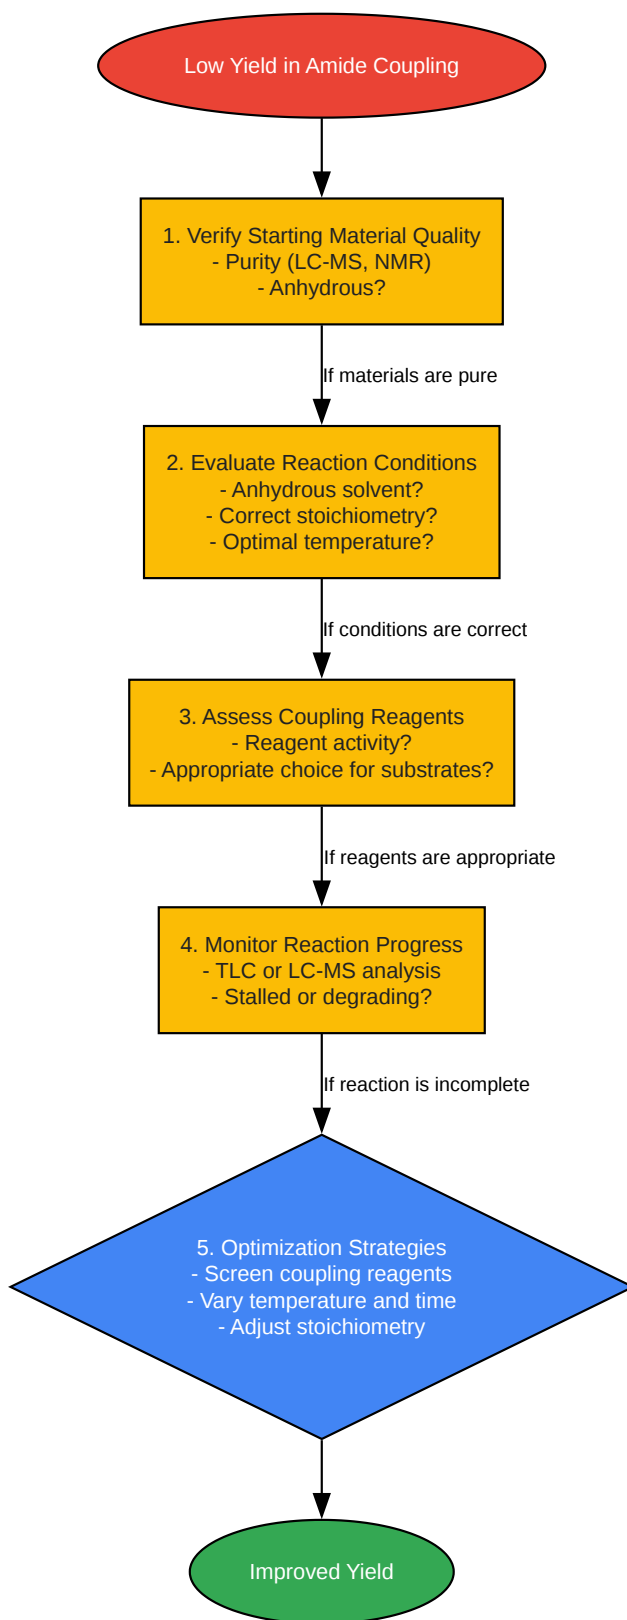 Low Yield in Amide Coupling
1. Verify Starting Material Quality
- Purity (LC-MS, NMR)
- Anhydrous?
If materials are pure
2. Evaluate Reaction Conditions
- Anhydrous solvent?
- Correct stoichiometry?
- Optimal temperature?
If conditions are correct
3. Assess Coupling Reagents
- Reagent activity?
- Appropriate choice for substrates?
If reagents are appropriate
4. Monitor Reaction Progress
- TLC or LC-MS analysis
- Stalled or degrading?
If reaction is incomplete
5. Optimization Strategies
- Screen coupling reagents
- Vary temperature and time
- Adjust stoichiometry
Improved Yield